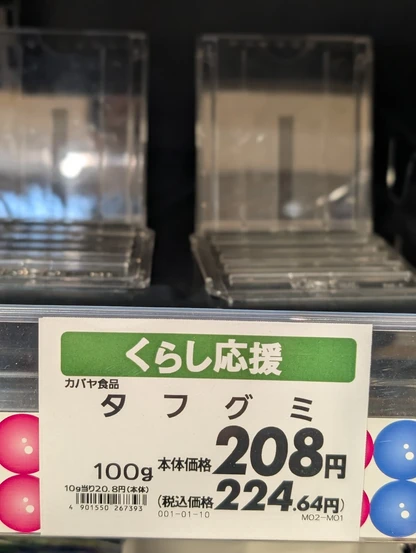 くらし応援
カバヤ食品
タフグミ
100g 本体価格 208円
10g当り20.8円(本体)
4 901550 267393
(税込価格 224.64円)
001-01-10 M02-M01